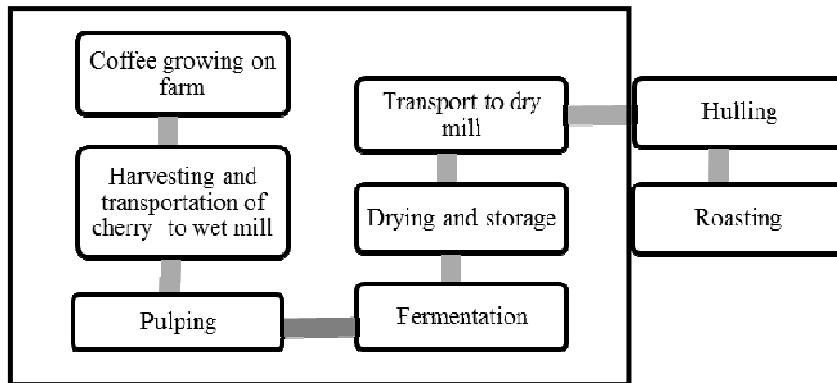 Coffee growing on
farm
Harvesting and
transportation of
cherry to wet mill
Pulping
Fermentation
Drying and storage
Transport to dry
mill
Hulling
Roasting